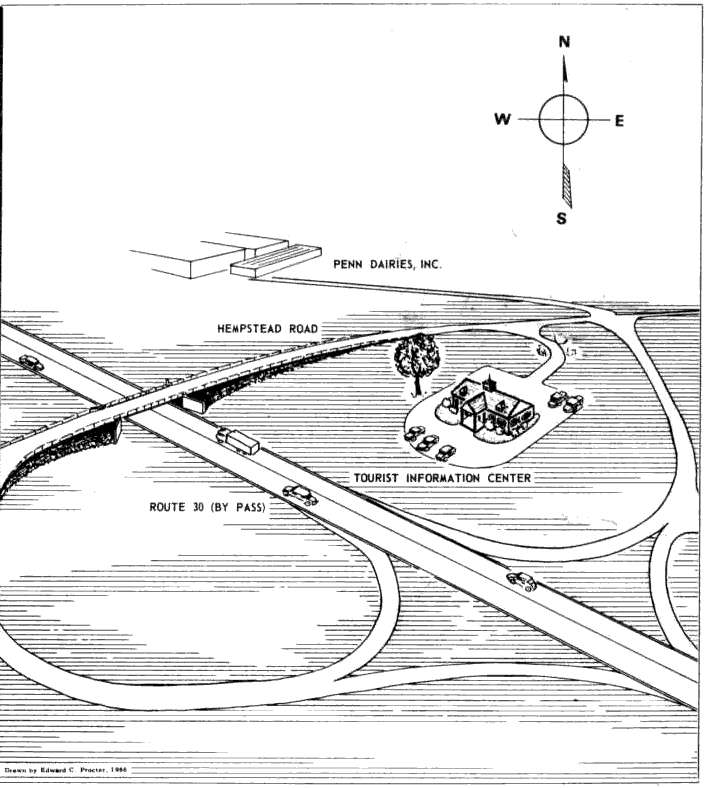 N
W E
S
PENN DAIRIES, INC.
HEMPSTEAD ROAD
TOURIST INFORMATION CENTER
ROUTE 30 (BY PASS)
Drawn by Edward C. Procter, 1966